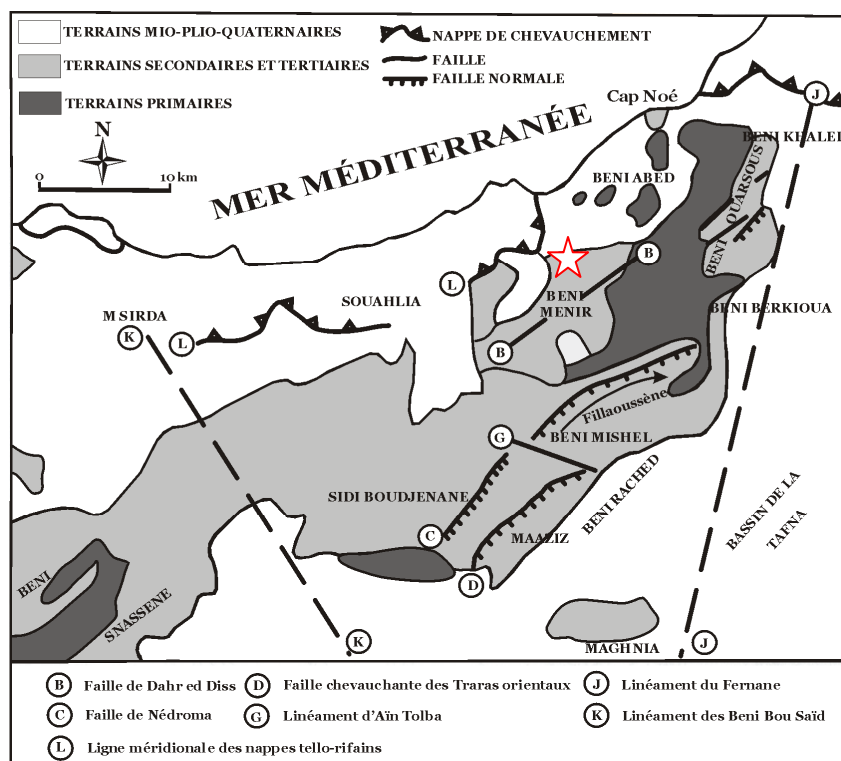 TERRAINS MIO-PLIO-QUATERNAIRES
TERRAINS SECONDAIRES ET TERTIAIRES
TERRAINS PRIMAIRES
NAPPE DE CHEVAUCHEMENT
FAILLE
FAILLE NORMALE
N
0 10 km
MER MÉDITERRANÉE
Cap Noé
J
BENI KHALEL
BENI ABED
BENI OUARSOUS
B
L
BENI
MENIR
SOUAHLIA
M SIRDA
K
L
BENI BERKIOUA
B
Fillaoussène
G
BENI MISHEL
SIDI BOUDJENANE
BENI RACHED
BASSIN DE LA
TAFNA
C
MAAZIZ
D
BENI
SNASSENE
K
MAGHNIA
J
B Faille de Dahr ed Diss
D Faille chevauchante des Traras orientaux
J Linéament du Fernane
C Faille de Nédroma
G Linéament d'Aïn Tolba
K Linéament des Beni Bou Saïd
L Ligne méridionale des nappes tello-rifains